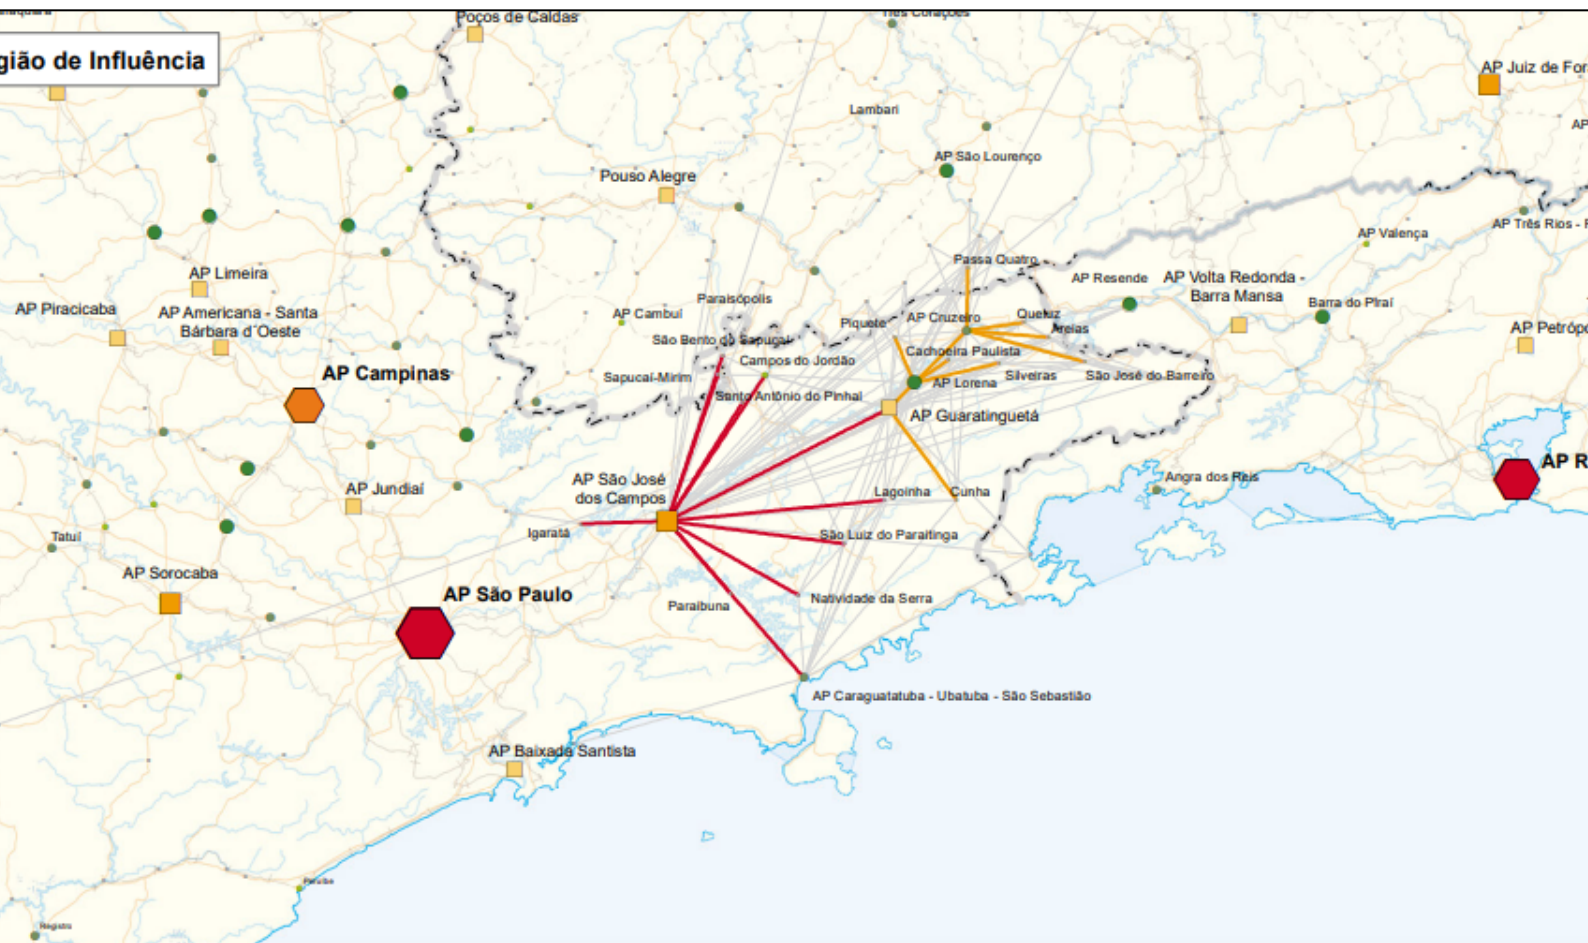 Poços de Caldas
Três Corações
gião de Influência
AP Juiz de For
Lambari
AP
AP São Lourenço
Pouso Alegre
AP Três Rios - P
AP Valença
Passa Quatro
AP Limeira
AP Resende
AP Volta Redonda -
Barra Mansa
Paraisópolis
Barra do Piraí
AP Piracicaba
AP Americana - Santa
Bárbara d´Oeste
AP Cambuí
Piquete
AP Cruzeiro
Queluz
Areias
AP Petrópo
São Bento do Sapucaí
Campos do Jordão
Cachoeira Paulista
AP Campinas
Sapucaí-Mirim
AP Lorena
Silveiras
São José do Barreiro
Santo Antônio do Pinhal
AP Guaratinguetá
AP R
AP São José
dos Campos
AP Jundiaí
Lagoinha
Cunha
Angra dos Reis
Igaratá
São Luiz do Paraitinga
Tatuí
AP Sorocaba
AP São Paulo
Paraibuna
Natividade da Serra
AP Caraguatatuba - Ubatuba - São Sebastião
AP Baixada Santista
Peruíbe
Registro